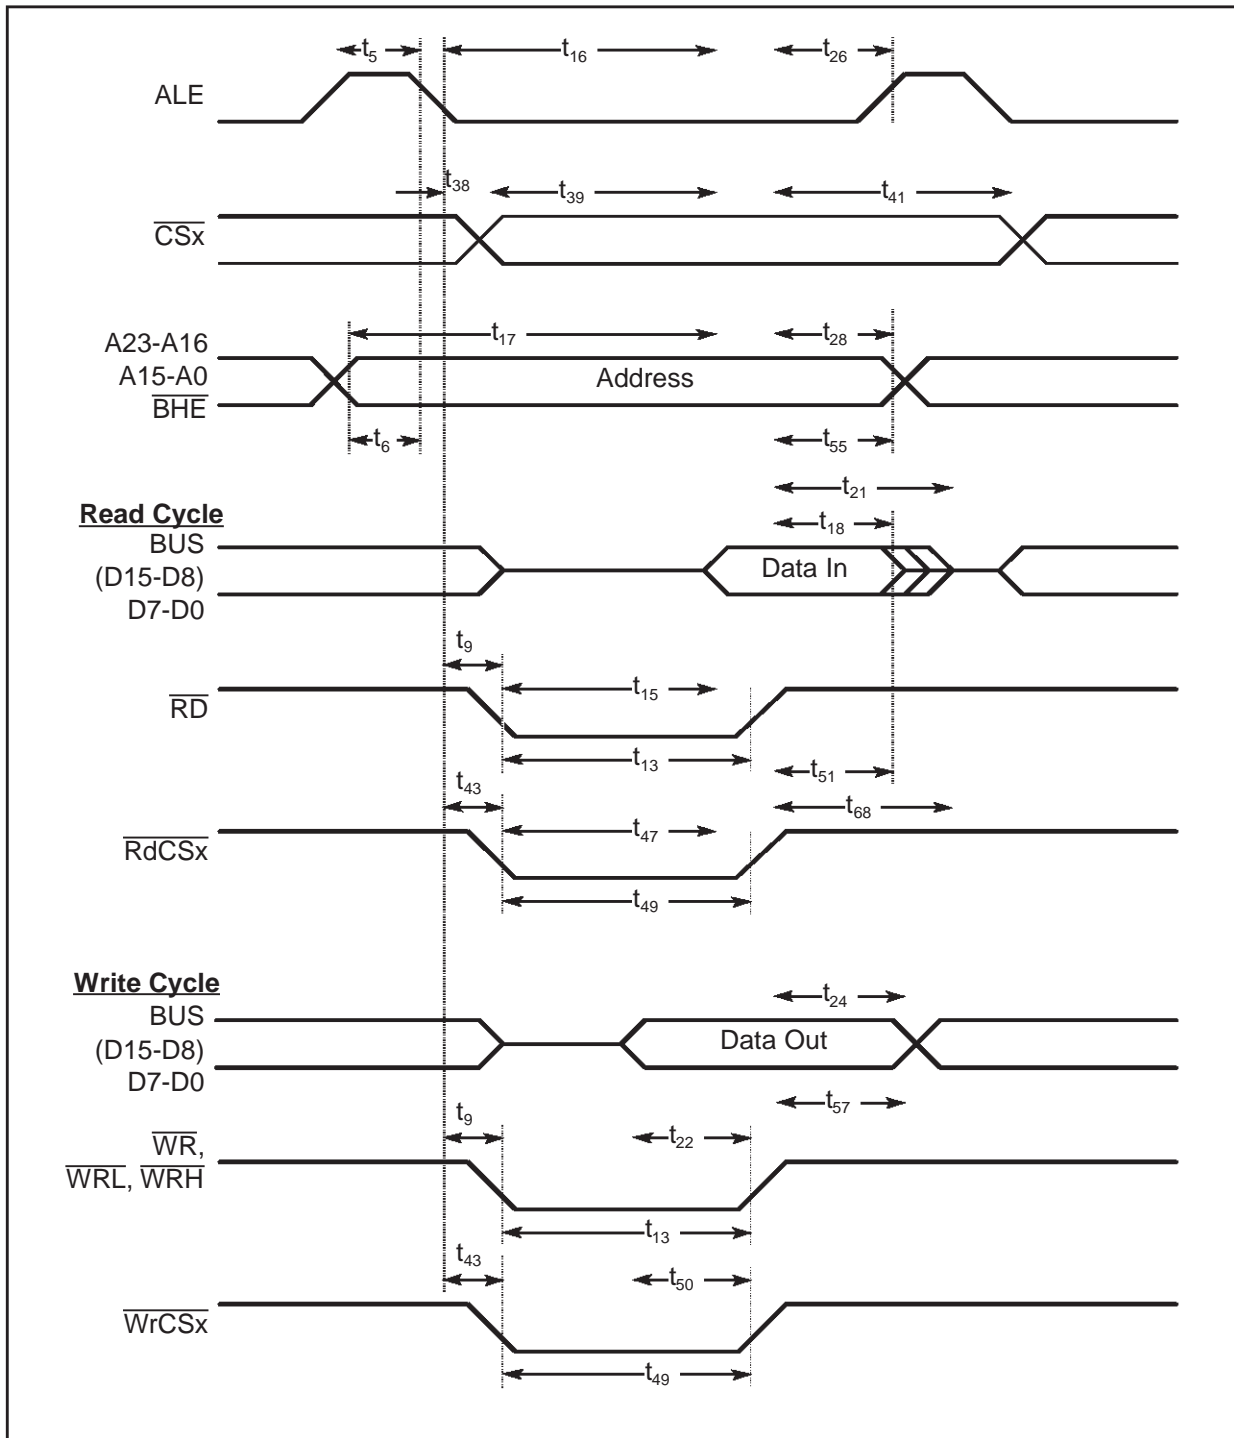 t5 t16 t26
ALE
t38 t39 t41
CSx
t17 t28
A23-A16
A15-A0 Address
BHE
t6 t55
t21
Read Cycle t18
BUS
(D15-D8) Data In
D7-D0
t9
t15
RD
t13
t51
t43 t68
t47
RdCSx
t49
Write Cycle
t24
BUS
(D15-D8) Data Out
D7-D0
t57
t9 t22
WR,
WRL, WRH
t13
t43 t50
WrCSx
t49